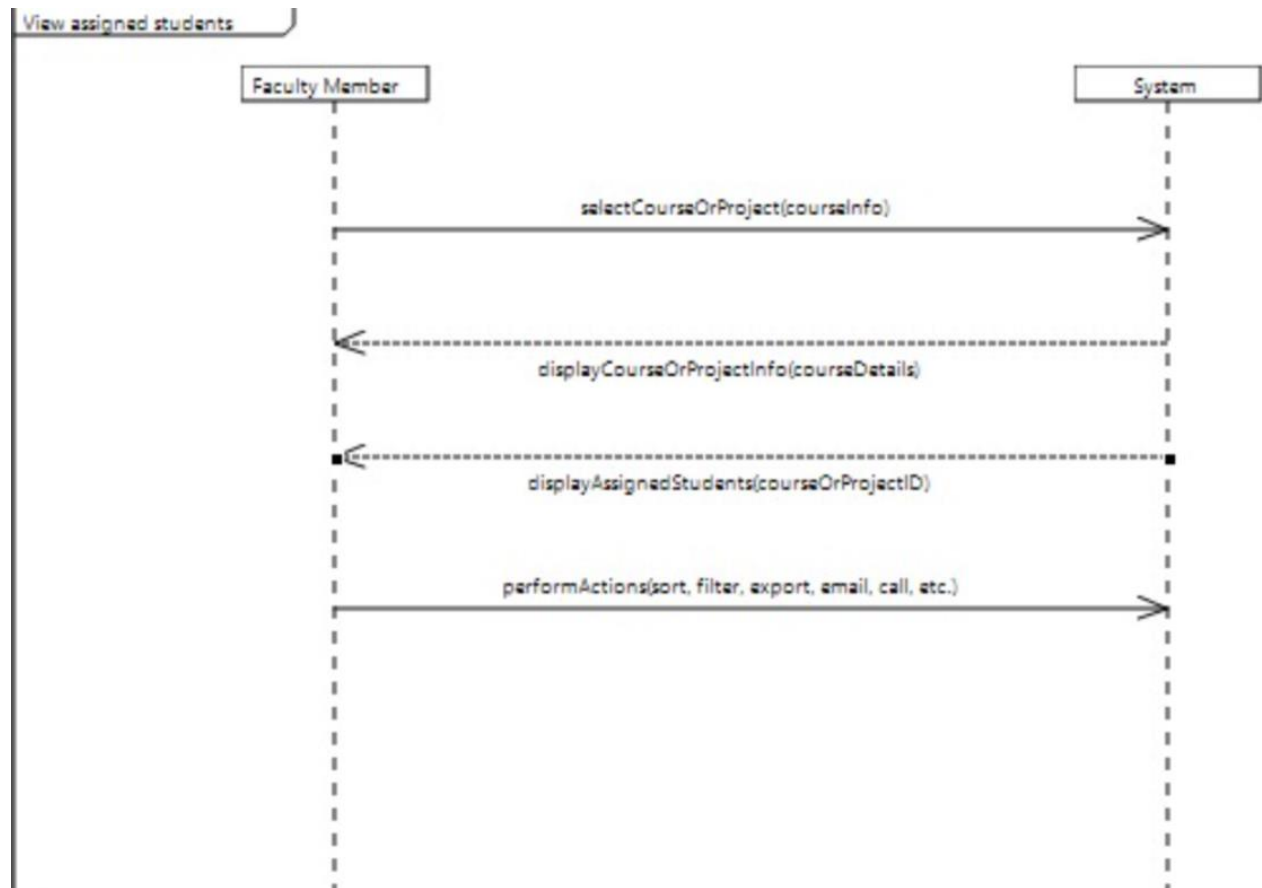 View assigned students
Faculty Member
System
selectCourseOrProject(courseInfo)
displayCourseOrProjectInfo(courseDetails)
displayAssignedStudents(courseOrProjectID)
performActions(sort, filter, export, email, call, etc.)